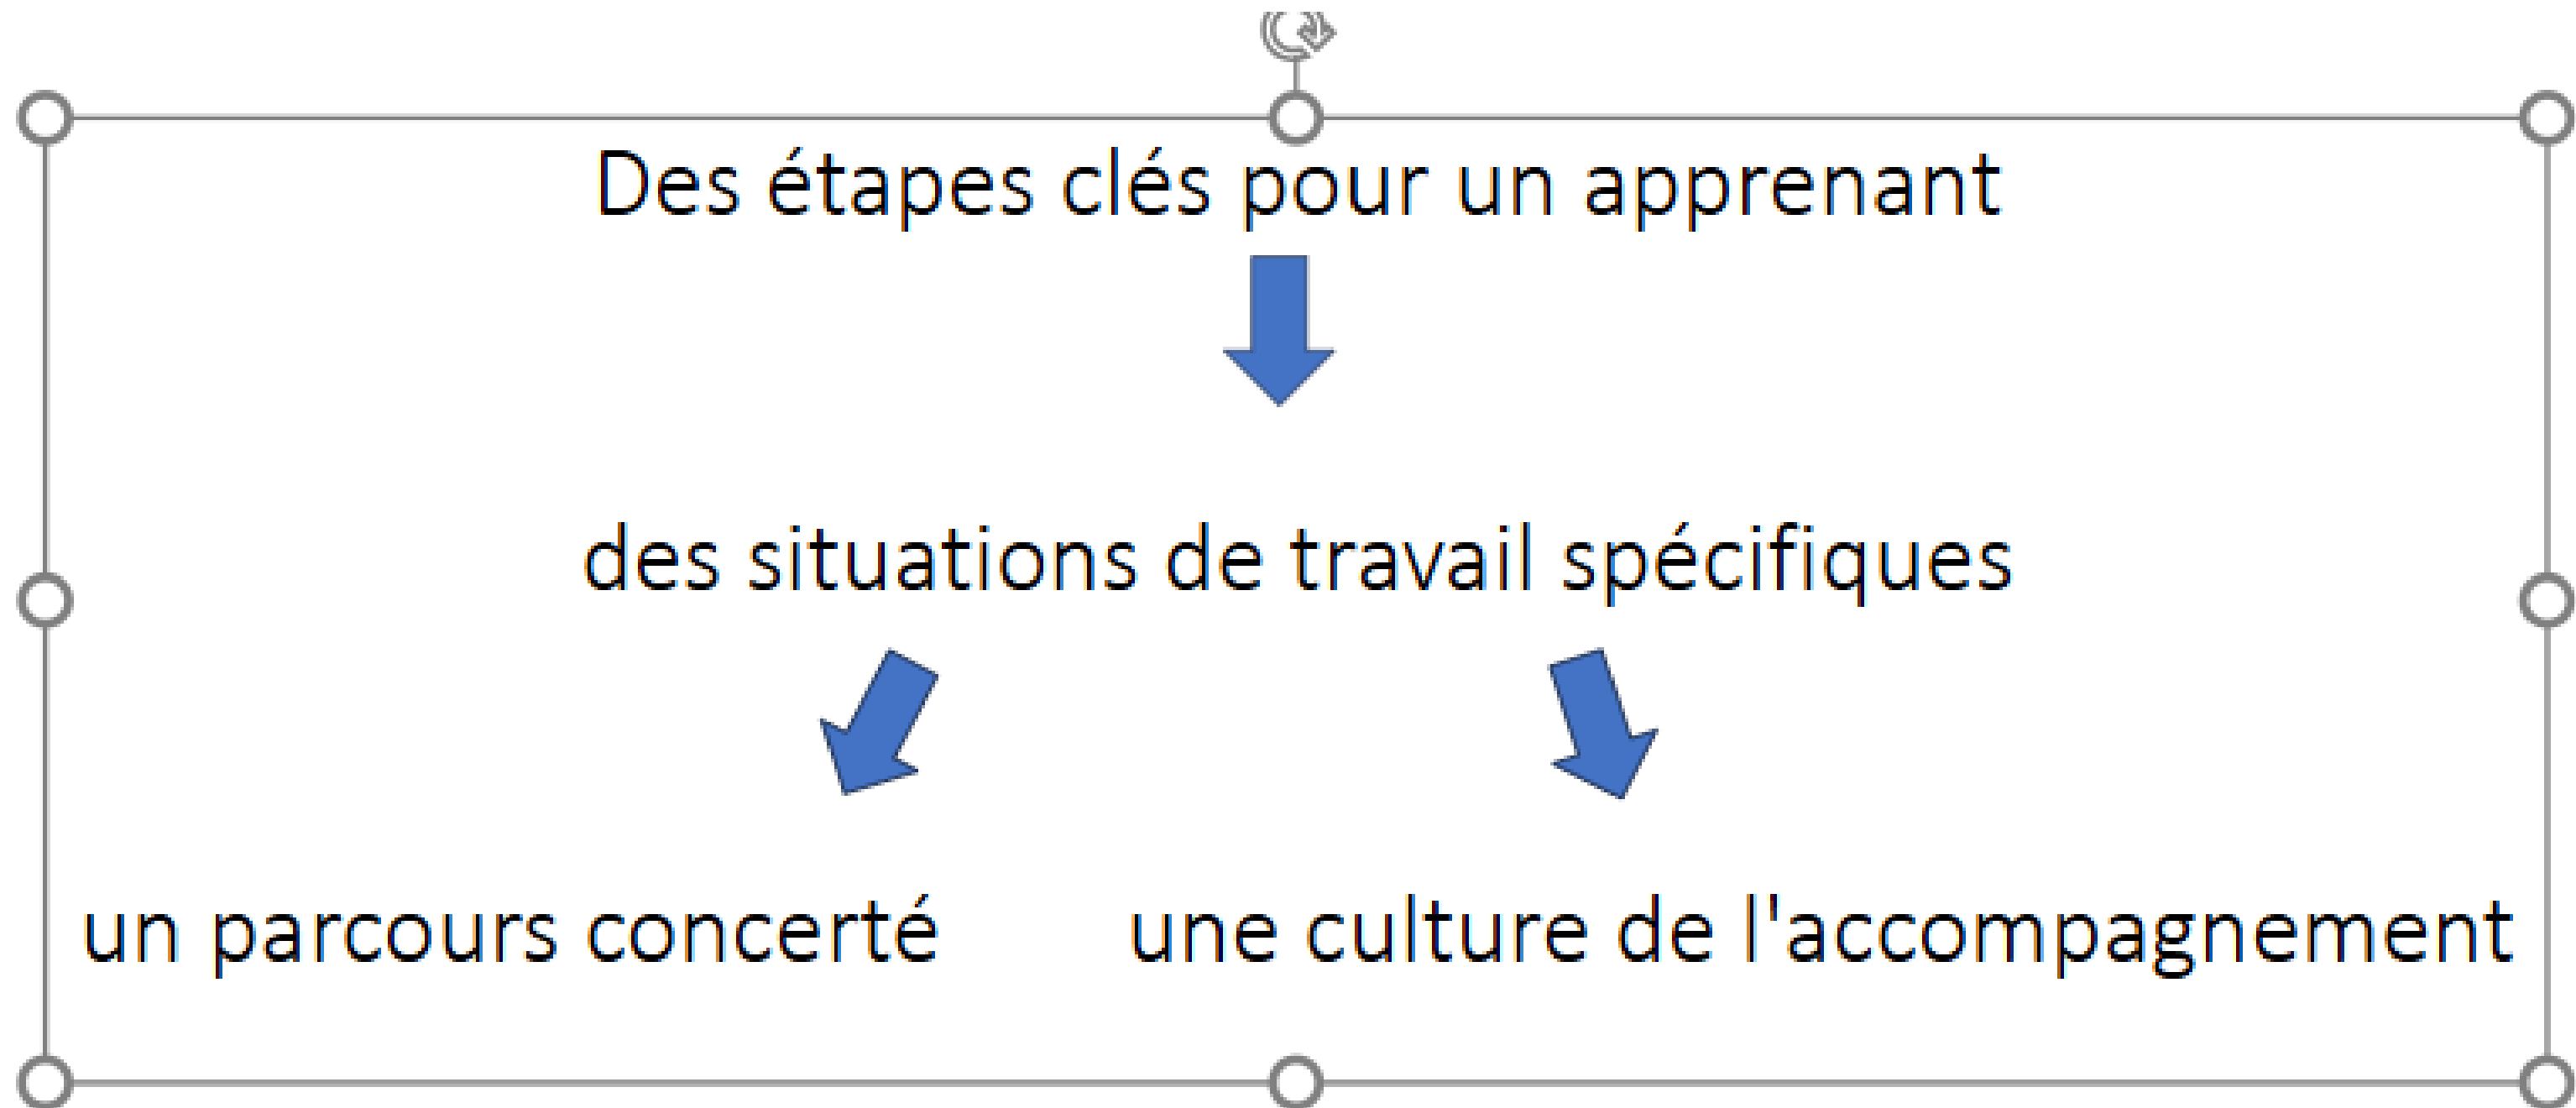 Des étapes clés pour un apprenant
des situations de travail spécifiques
un parcours concerté
une culture de l'accompagnement